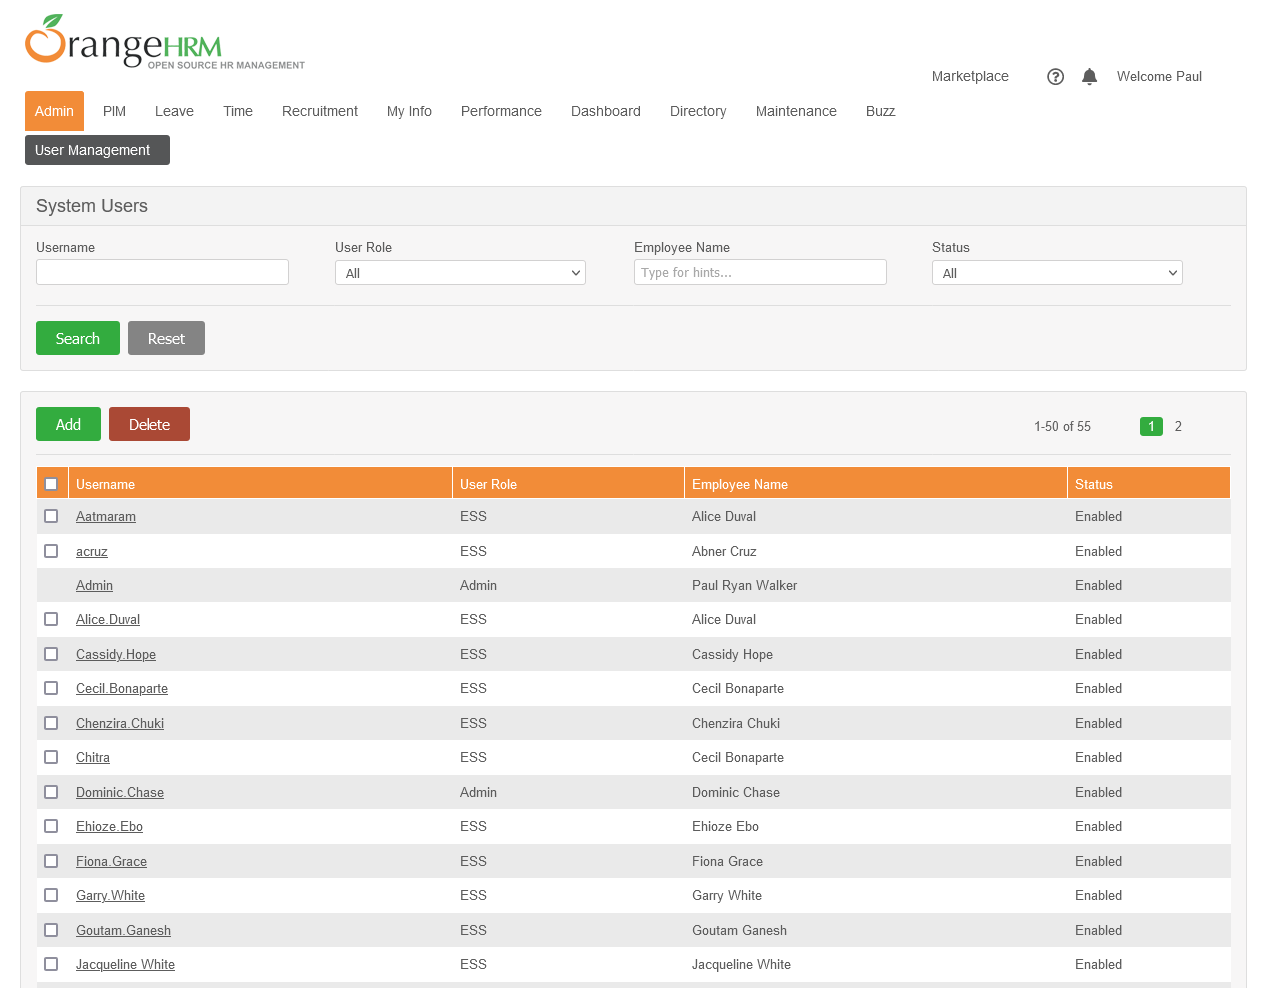 OrangeHRM
OPEN SOURCE HR MANAGEMENT
Marketplace Welcome Paul
Admin PIM Leave Time Recruitment My Info Performance Dashboard Directory Maintenance Buzz
User Management
System Users
Username User Role Employee Name Status
All Type for hints... All
Search Reset
Add Delete 1-50 of 55 1 2
Username User Role Employee Name Status
Aatmaram ESS Alice Duval Enabled
acruz ESS Abner Cruz Enabled
Admin Admin Paul Ryan Walker Enabled
Alice.Duval ESS Alice Duval Enabled
Cassidy.Hope ESS Cassidy Hope Enabled
Cecil.Bonaparte ESS Cecil Bonaparte Enabled
Chenzira.Chuki ESS Chenzira Chuki Enabled
Chitra ESS Cecil Bonaparte Enabled
Dominic.Chase Admin Dominic Chase Enabled
Ehioze.Ebo ESS Ehioze Ebo Enabled
Fiona.Grace ESS Fiona Grace Enabled
Garry.White ESS Garry White Enabled
Goutam.Ganesh ESS Goutam Ganesh Enabled
Jacqueline White ESS Jacqueline White Enabled